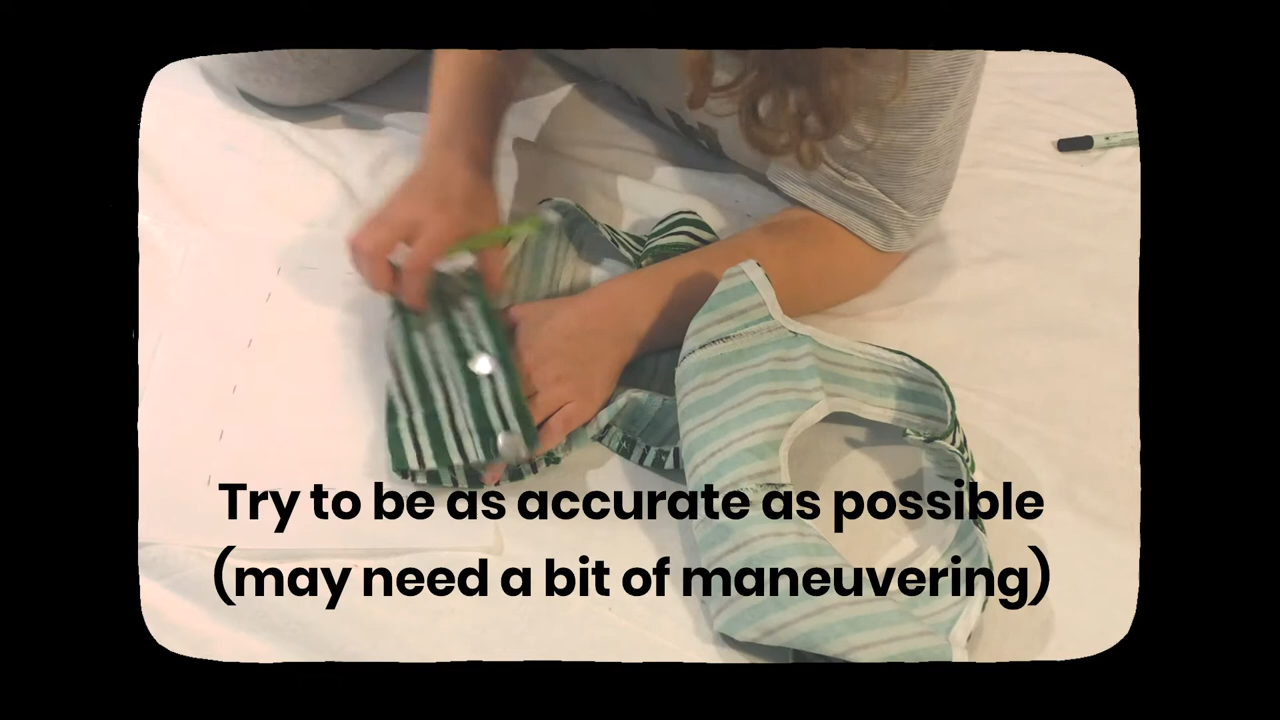 Try to be as accurate as possible
(may need a bit of maneuvering)